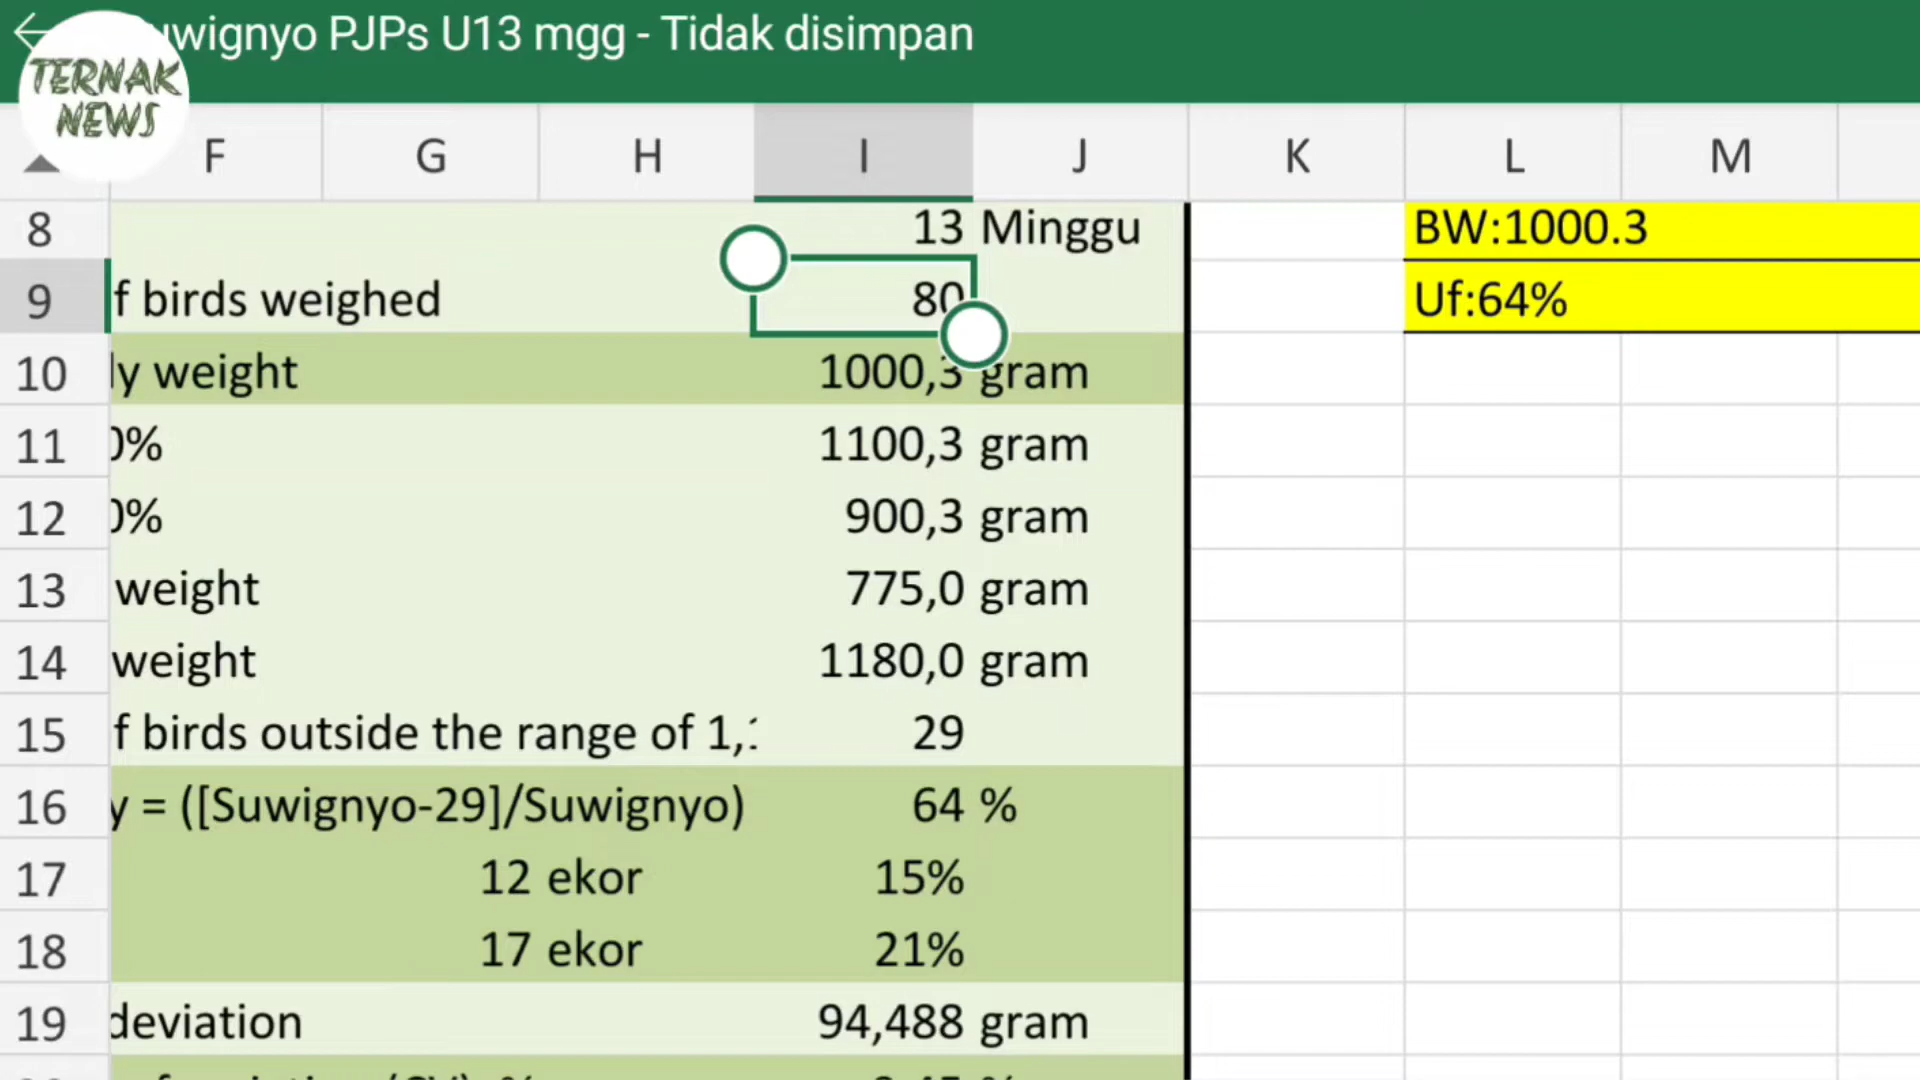 uwignyo PJPs U13 mgg - Tidak disimpan
TERNAK
NEWS
F G H I J K L M
8 13 Minggu BW:1000.3
9 f birds weighed 80 Uf:64%
10 ly weight 1000,3 gram
11 0% 1100,3 gram
12 0% 900,3 gram
13 weight 775,0 gram
14 weight 1180,0 gram
15 f birds outside the range of 1, 29
16 y = ([Suwignyo-29]/Suwignyo) 64 %
17 12 ekor 15%
18 17 ekor 21%
19 deviation 94,488 gram